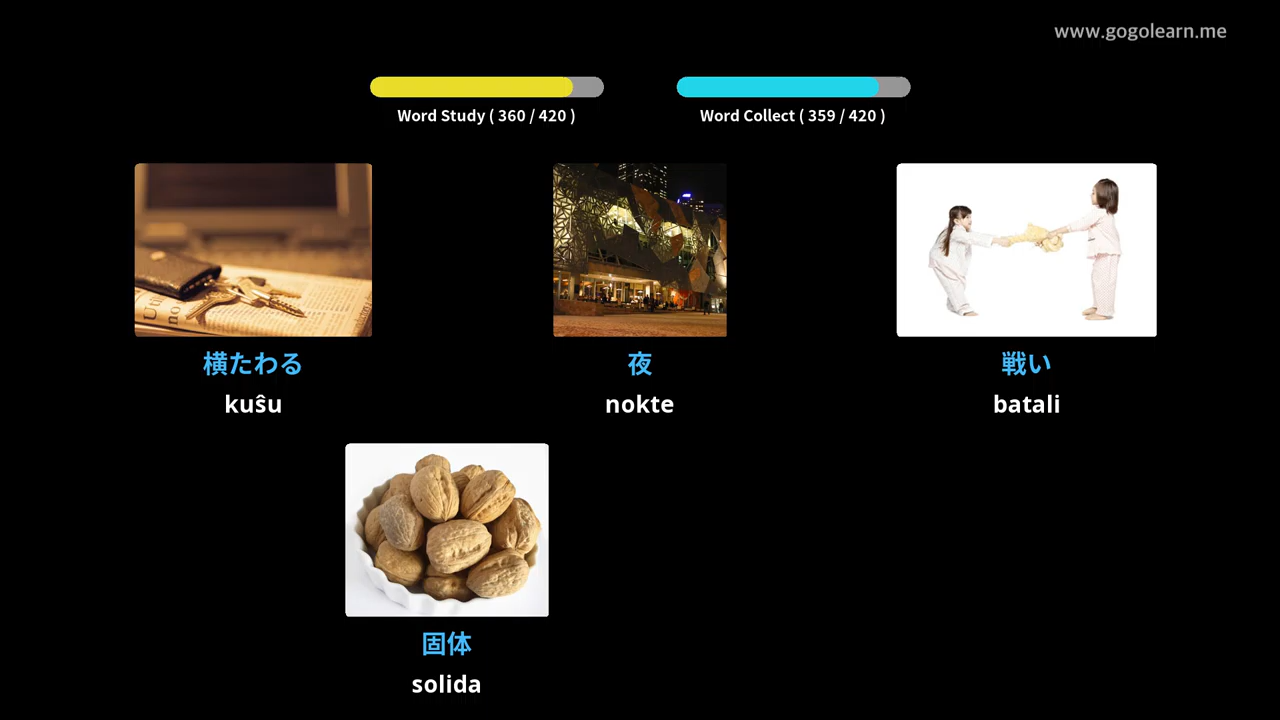 www.gogolearn.me
Word Study ( 360 / 420 )
Word Collect ( 359 / 420 )
横たわる
夜
戦い
kuŝu
nokte
batali
固体
solida